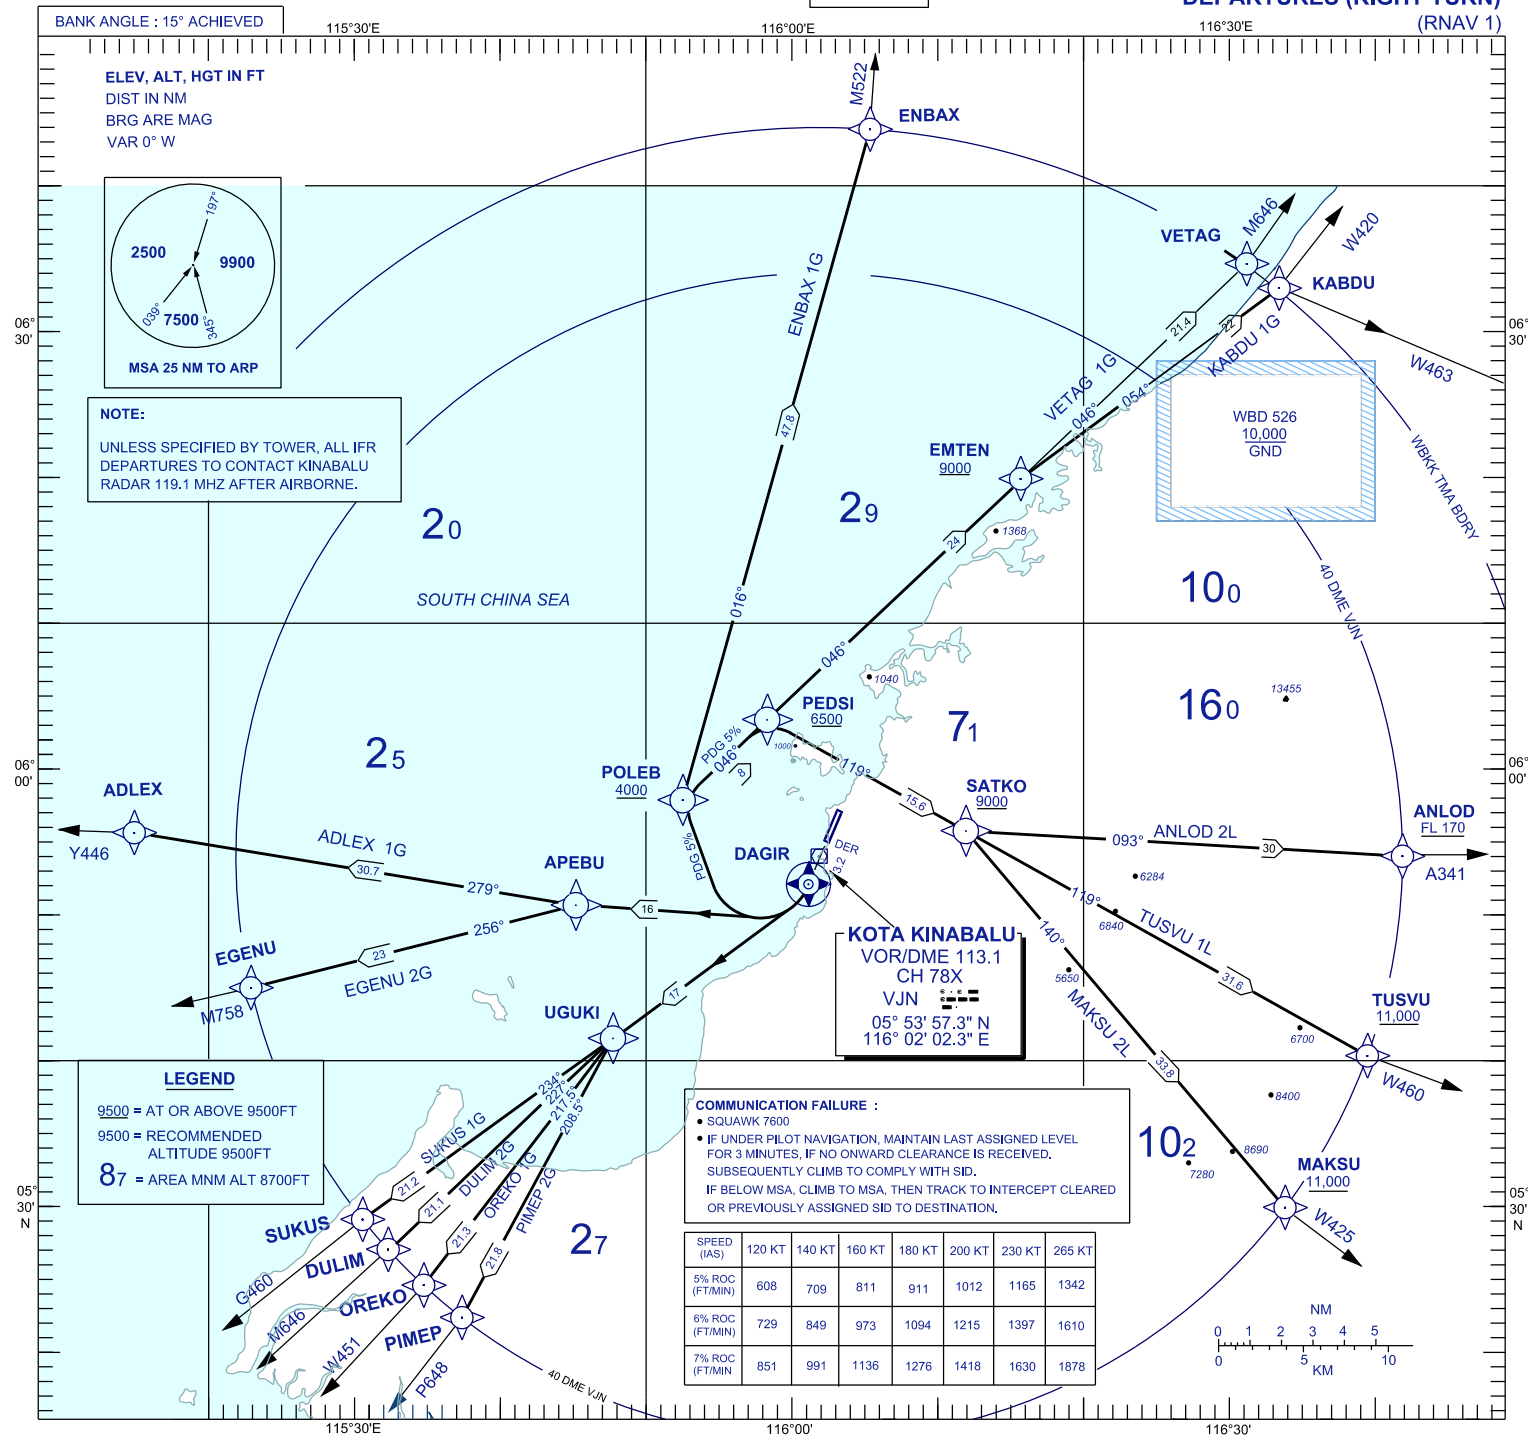 DEPARTURES (RIGHT TURN)
(RNAV 1)
BANK ANGLE : 15° ACHIEVED
115°30'E
116°00'E
116°30'E
ELEV, ALT, HGT IN FT
DIST IN NM
BRG ARE MAG
VAR 0° W
197°
2500
9900
039°
7500
345°
MSA 25 NM TO ARP
NOTE:
UNLESS SPECIFIED BY TOWER, ALL IFR
DEPARTURES TO CONTACT KINABALU
RADAR 119.1 MHZ AFTER AIRBORNE.
M522
ENBAX
ENBAX 1G
47.8
016°
VETAG
M646
W420
KABDU
W463
21.4
22
KABDU 1G
VETAG 1G
046°
054°
06°
30'
06°
30'
WBD 526
10,000
GND
WBKK TMA BDRY
40 DME VJN
EMTEN
9000
1368
24
046°
20
29
100
SOUTH CHINA SEA
1040
PEDSI
6500
71
160
13455
25
PDG 5%
046°
8
1000
119°
15.6
POLEB
4000
PDG 5%
06°
00'
06°
00'
SATKO
9000
ADLEX
Y446
ADLEX 1G
30.7
279°
APEBU
16
DAGIR
DER
3.2
093°
ANLOD 2L
30
ANLOD
FL 170
A341
6284
6840
119°
TUSVU 1L
31.6
256°
23
EGENU 2G
EGENU
M758
KOTA KINABALU
VOR/DME 113.1
CH 78X
VJN
05° 53' 57.3" N
116° 02' 02.3" E
140°
5650
MAKSU 2L
33.8
6700
TUSVU
11,000
W460
17
UGUKI
234°
227°
217.5°
208.5°
LEGEND
9500 = AT OR ABOVE 9500FT
9500 = RECOMMENDED
ALTITUDE 9500FT
87 = AREA MNM ALT 8700FT
SUKUS 1G
DULIM 2G
OREKO 1G
PIMEP 2G
21.2
21.1
21.3
21.8
SUKUS
DULIM
OREKO
PIMEP
G460
M646
W451
P648
27
40 DME VJN
COMMUNICATION FAILURE :
• SQUAWK 7600
• IF UNDER PILOT NAVIGATION, MAINTAIN LAST ASSIGNED LEVEL
FOR 3 MINUTES, IF NO ONWARD CLEARANCE IS RECEIVED.
SUBSEQUENTLY CLIMB TO COMPLY WITH SID.
IF BELOW MSA, CLIMB TO MSA, THEN TRACK TO INTERCEPT CLEARED
OR PREVIOUSLY ASSIGNED SID TO DESTINATION.
8400
102
8690
7280
MAKSU
11,000
W425
05°
30'
N
05°
30'
N
SPEED
(IAS) 120 KT 140 KT 160 KT 180 KT 200 KT 230 KT 265 KT
5% ROC
(FT/MIN) 608 709 811 911 1012 1165 1342
6% ROC
(FT/MIN) 729 849 973 1094 1215 1397 1610
7% ROC
(FT/MIN 851 991 1136 1276 1418 1630 1878
NM
0 1 2 3 4 5
0 5 10
KM
115°30'E
116°00'
116°30'